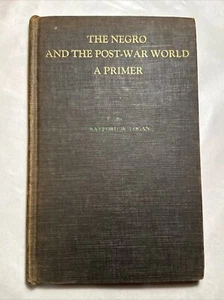 THE NEGRO
AND THE POST-WAR WORLD
A PRIMER
RAYFORD W. LOGAN